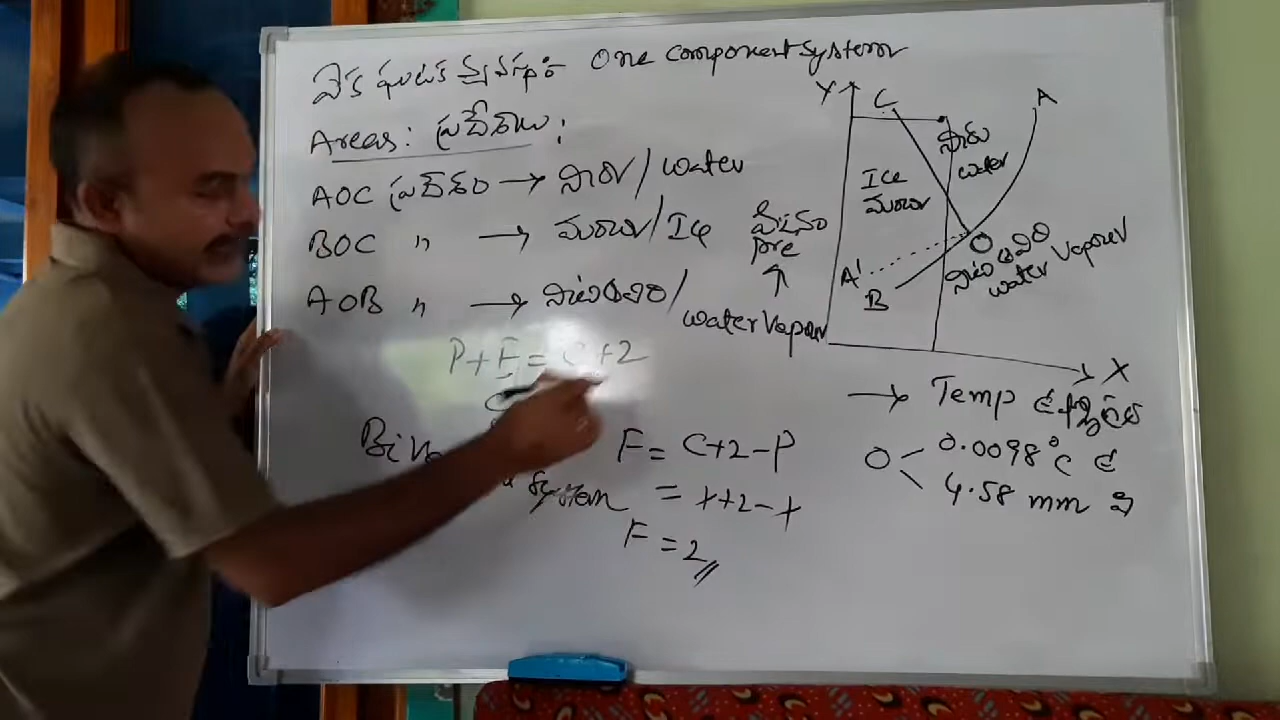 ఏక ఘటక వ్యవస్థ:- One component system
Areas: ప్రదేశాలు:
AOC ప్రదేశం → నీరు/water
BOC " → మంచు/Ice
AOB " → నీటిఆవిరి/
water Vapour
పీడనం
pre
↑
P+F = C+2
F = C+2-P
System = 1+2-1
F = 2
Y C A
Ice
మంచు
నీరు
water
O
నీటిఆవిరి
water Vapour
A'
B
X
→ Temp ఉష్ణోగ్రత
O 0.0098°c ఉ
4.58 mm పీ